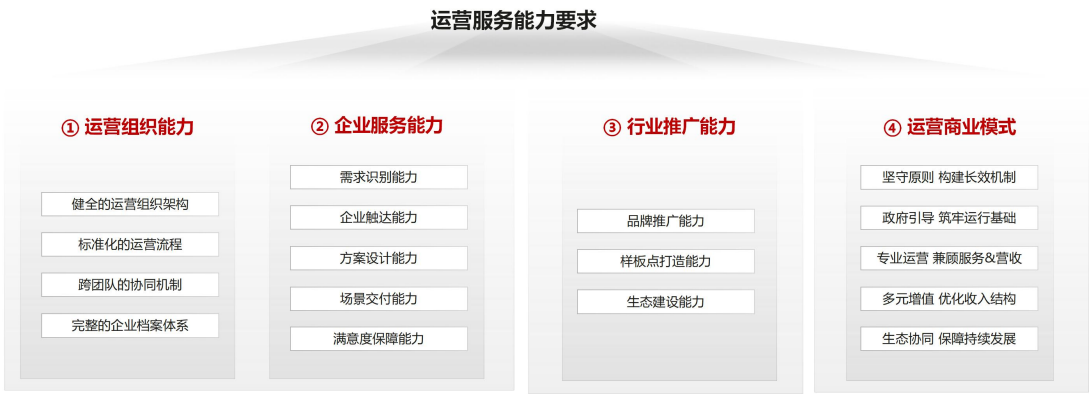 运营服务能力要求
① 运营组织能力
健全的运营组织架构
标准化的运营流程
跨团队的协同机制
完整的企业档案体系
② 企业服务能力
需求识别能力
企业触达能力
方案设计能力
场景交付能力
满意度保障能力
③ 行业推广能力
品牌推广能力
样板点打造能力
生态建设能力
④ 运营商业模式
坚守原则 构建长效机制
政府引导 筑牢运行基础
专业运营 兼顾服务&营收
多元增值 优化收入结构
生态协同 保障持续发展